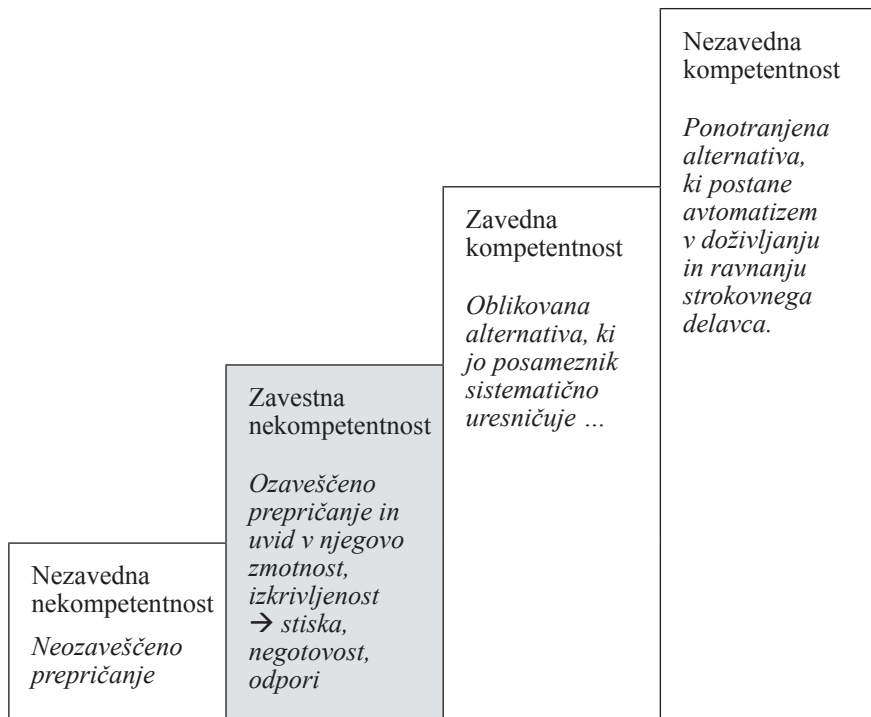 Nezavedna
nekompetentnost
Neozaveščeno
prepričanje
Zavestna
nekompetentnost
Ozaveščeno
prepričanje in
uvid v njegovo
zmotnost,
izkrivljenost
→ stiska,
negotovost,
odpori
Zavedna
kompetentnost
Oblikovana
alternativa, ki
jo posameznik
sistematično
uresničuje ...
Nezavedna
kompetentnost
Ponotranjena
alternativa,
ki postane
avtomatizem
v doživljanju
in ravnanju
strokovnega
delavca.